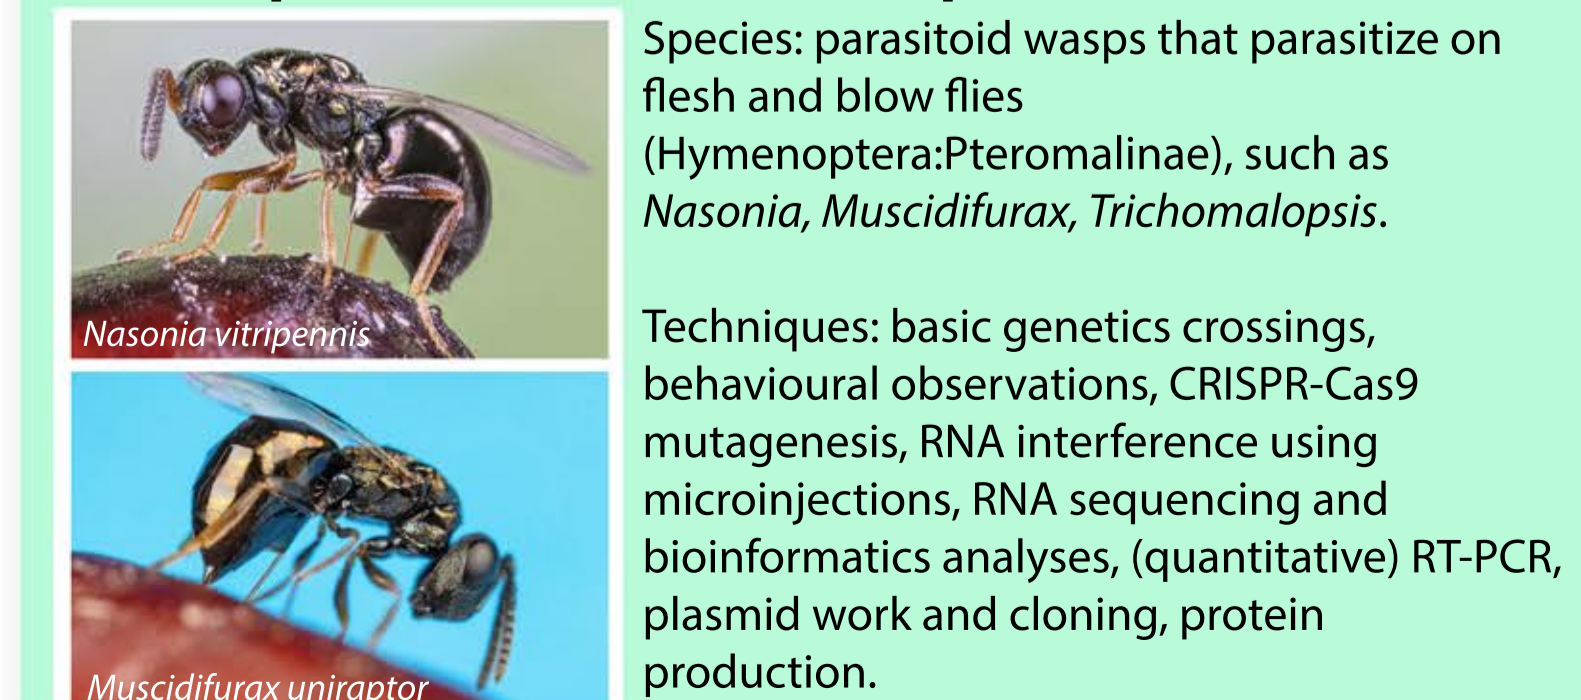 Species: parasitoid wasps that parasitize on
flesh and blow flies
(Hymenoptera:Pteromalinae), such as
Nasonia, Muscidifurax, Trichomalopsis.
Techniques: basic genetics crossings,
behavioural observations, CRISPR-Cas9
mutagenesis, RNA interference using
microinjections, RNA sequencing and
bioinformatics analyses, (quantitative) RT-PCR,
plasmid work and cloning, protein
production.
Nasonia vitripennis
Muscidifurax uniraptor